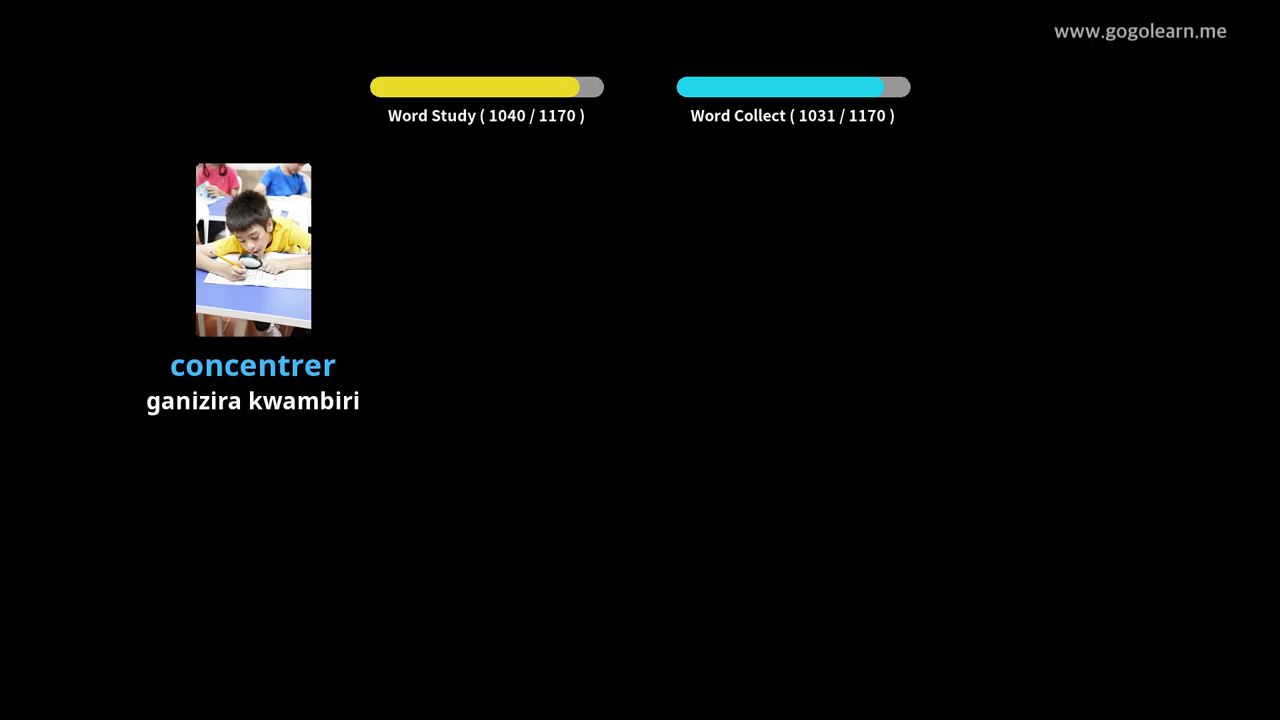 www.gogolearn.me
Word Study ( 1040 / 1170 )
Word Collect ( 1031 / 1170 )
concentrer
ganizira kwambiri